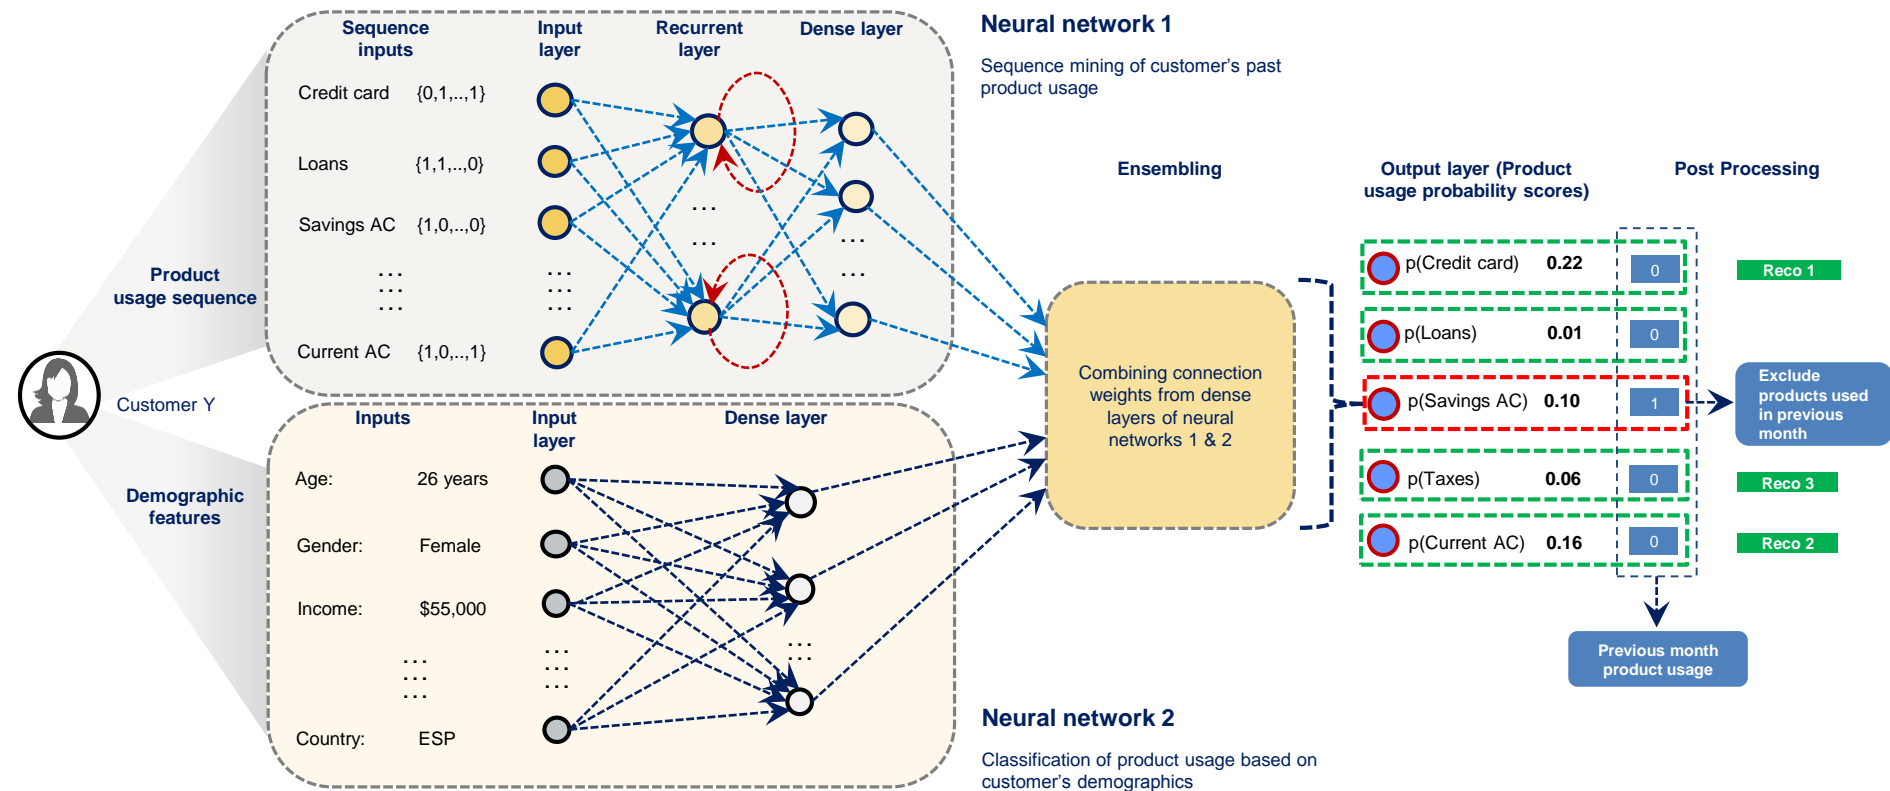 Neural network 1
Sequence mining of customer's past
product usage
Sequence
inputs
Input
layer
Recurrent
layer
Dense layer
Credit card {0,1,..,1}
Loans {1,1,..,0}
Savings AC {1,0,..,0}
... ...
... ...
... ...
Current AC {1,0,..,1}
...
...
...
...
...
...
...
Product
usage sequence
Customer Y
Demographic
features
Inputs
Input
layer
Dense layer
Age: 26 years
Gender: Female
Income: $55,000
...
...
...
Country: ESP
...
...
...
...
...
Neural network 2
Classification of product usage based on
customer's demographics
Ensembling
Combining connection
weights from dense
layers of neural
networks 1 & 2
Output layer (Product
usage probability scores)
Post Processing
p(Credit card) 0.22 0 Reco 1
p(Loans) 0.01 0
p(Savings AC) 0.10 1
Exclude
products used
in previous
month
p(Taxes) 0.06 0 Reco 3
p(Current AC) 0.16 0 Reco 2
Previous month
product usage